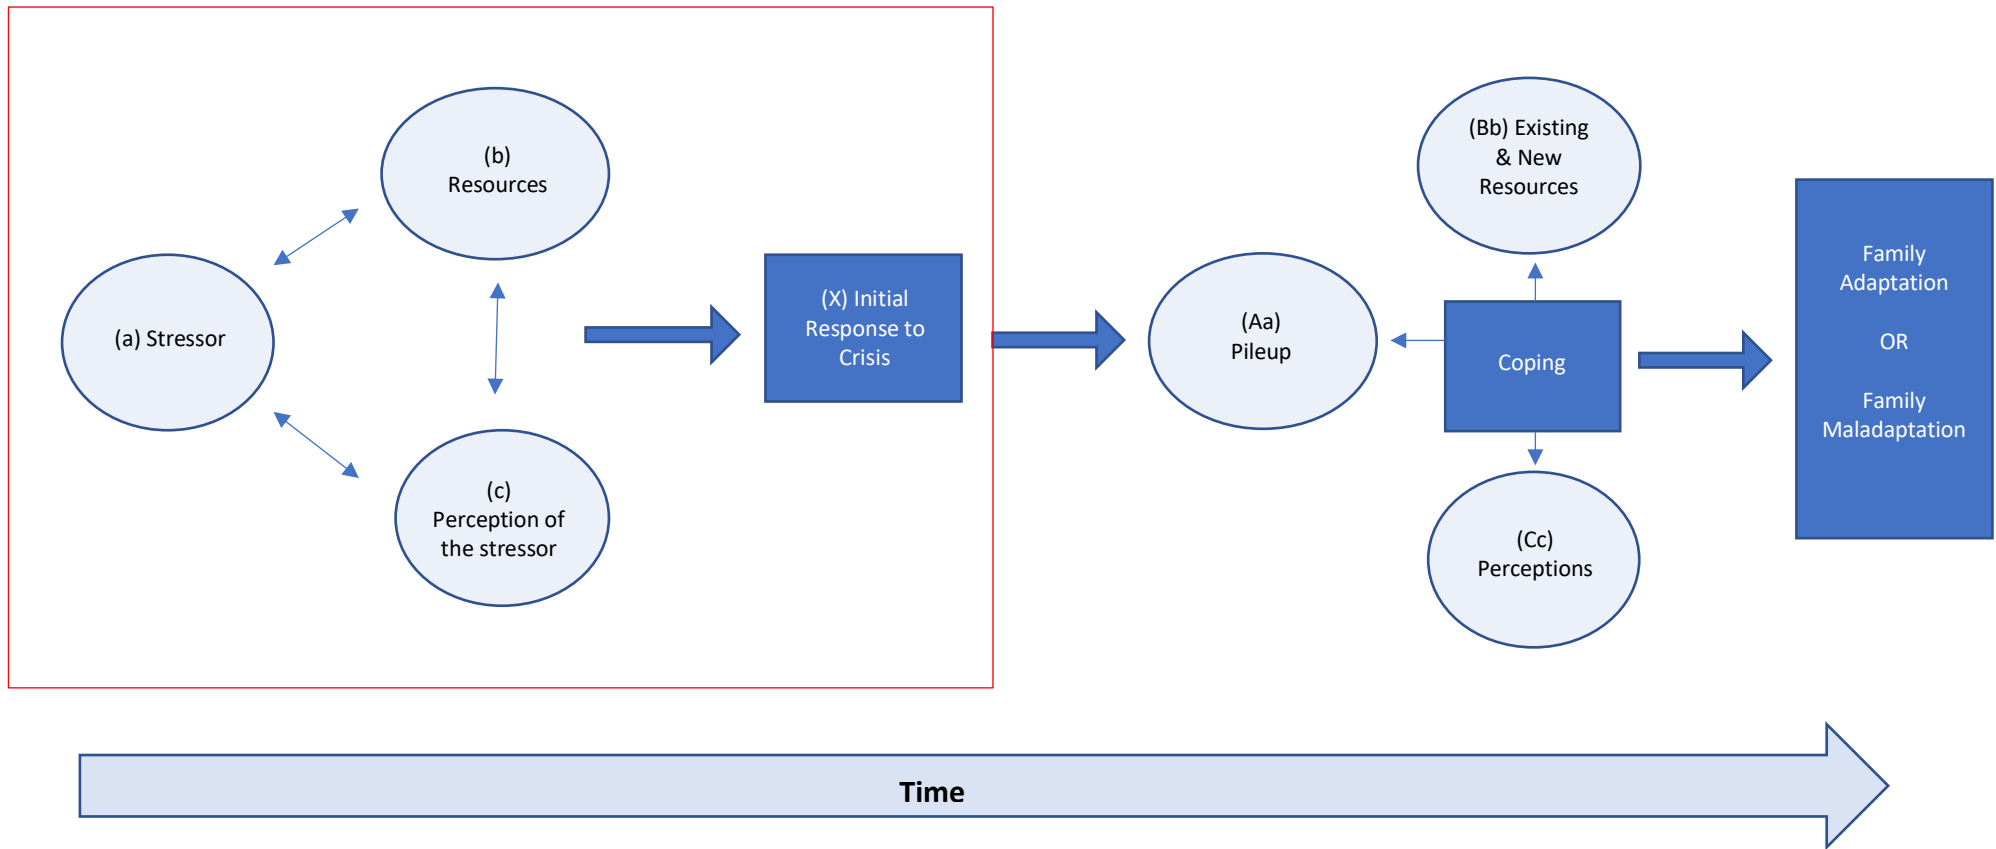 (a) Stressor
(b)
Resources
(c)
Perception of
the stressor
(X) Initial
Response to
Crisis
(Aa)
Pileup
(Bb) Existing
& New
Resources
Coping
(Cc)
Perceptions
Family
Adaptation
OR
Family
Maladaptation
Time